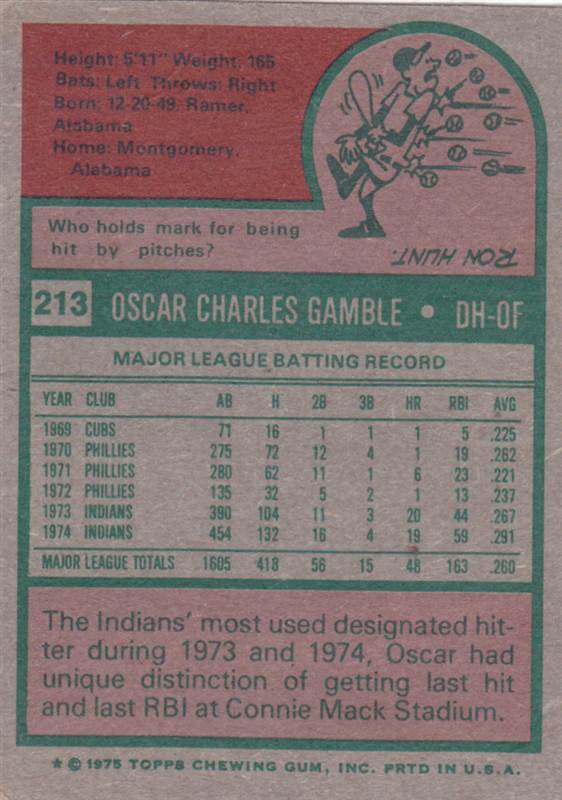 Height: 5'11" Weight: 165
Bats: Left Throws: Right
Born: 12-20-49, Ramer,
Alabama
Home: Montgomery,
Alabama
Who holds mark for being
hit by pitches?
RON HUNT.
213 OSCAR CHARLES GAMBLE • DH-OF
MAJOR LEAGUE BATTING RECORD
YEAR CLUB AB H 2B 3B HR RBI AVG
1969 CUBS 71 16 1 1 1 5 .225
1970 PHILLIES 275 72 12 4 1 19 .262
1971 PHILLIES 280 62 11 1 6 23 .221
1972 PHILLIES 135 32 5 2 1 13 .237
1973 INDIANS 390 104 11 3 20 44 .267
1974 INDIANS 454 132 16 4 19 59 .291
MAJOR LEAGUE TOTALS 1605 418 56 15 48 163 .260
The Indians' most used designated hit-
ter during 1973 and 1974, Oscar had
unique distinction of getting last hit
and last RBI at Connie Mack Stadium.
★ © 1975 TOPPS CHEWING GUM, INC. PRTD IN U.S.A.